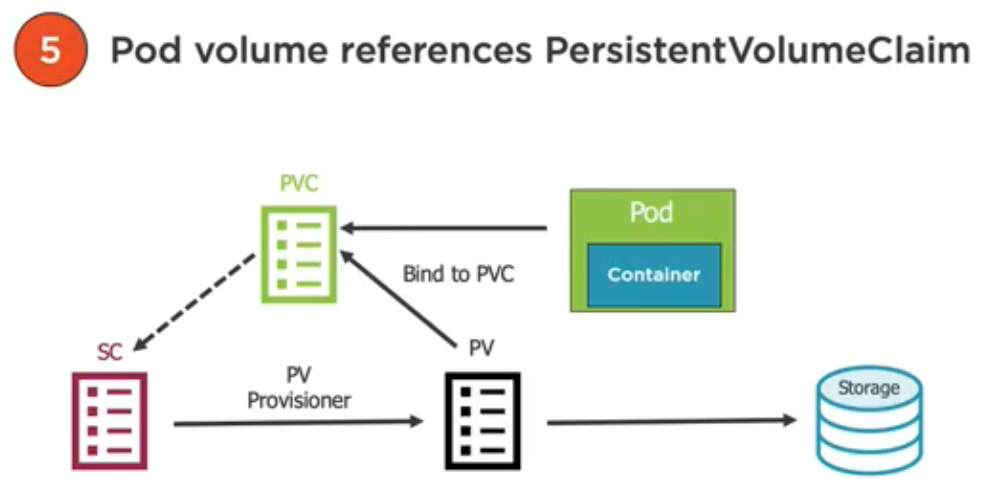 5 Pod volume references PersistentVolumeClaim
PVC
Pod
Container
Bind to PVC
SC
PV
Provisioner
PV
Storage